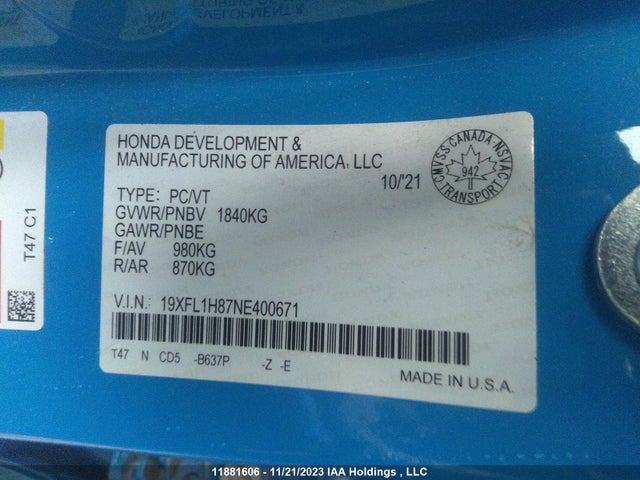 HONDA DEVELOPMENT &
MANUFACTURING OF AMERICA, LLC
10/'21
CMVSS CANADA NSVAC
942
TRANSPORT
TYPE: PC/VT
GVWR/PNBV 1840KG
GAWR/PNBE
F/AV 980KG
R/AR 870KG
V.I.N.: 19XFL1H87NE400671
T47 N CD5 -B637P -Z -E
MADE IN U.S.A.
T47 C1
11881606 - 11/21/2023 IAA Holdings , LLC